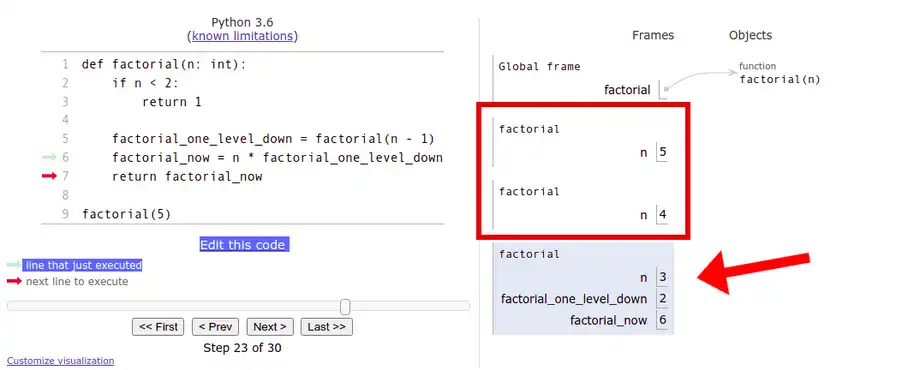 Python 3.6
(known limitations)
1 def factorial(n: int):
2     if n < 2:
3         return 1
4
5     factorial_one_level_down = factorial(n - 1)
6     factorial_now = n * factorial_one_level_down
7     return factorial_now
8
9 factorial(5)
Edit this code
line that just executed
next line to execute
<< First < Prev Next > Last >>
Step 23 of 30
Customize visualization
Frames Objects
Global frame
factorial
function
factorial(n)
factorial
n 5
factorial
n 4
factorial
n 3
factorial_one_level_down 2
factorial_now 6